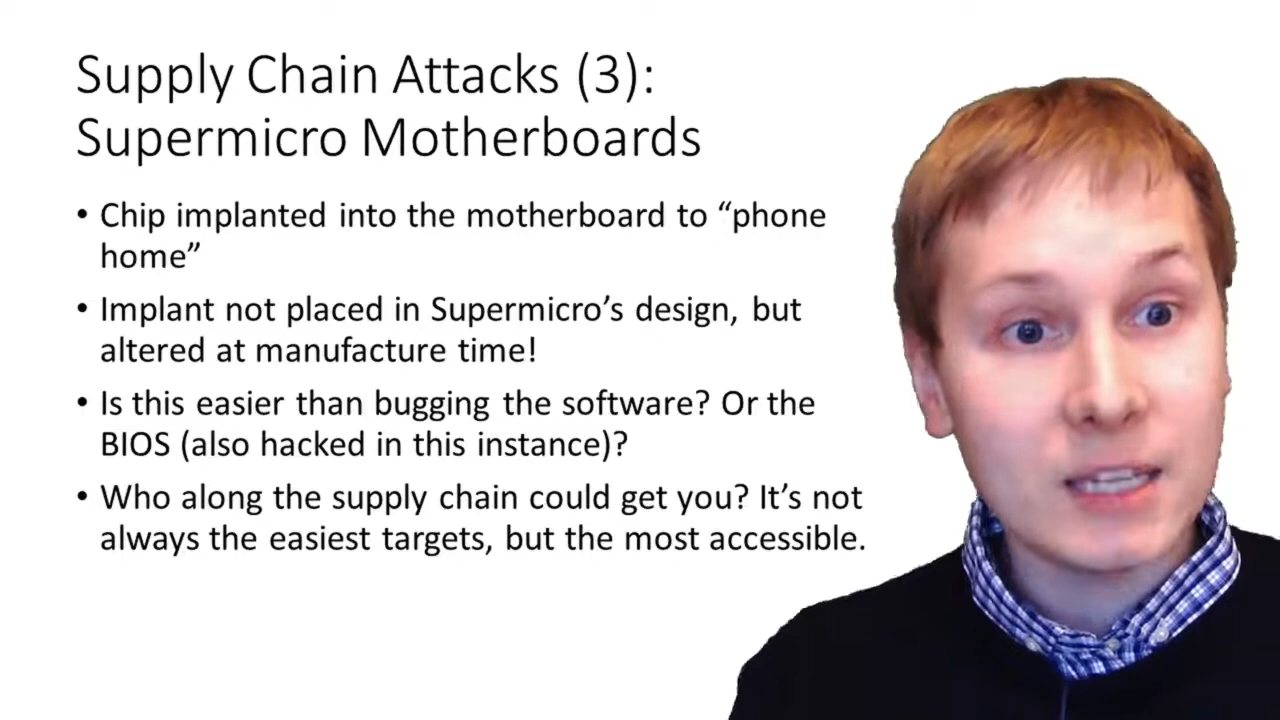 Supply Chain Attacks (3):
Supermicro Motherboards
• Chip implanted into the motherboard to “phone
home”
• Implant not placed in Supermicro’s design, but
altered at manufacture time!
• Is this easier than bugging the software? Or the
BIOS (also hacked in this instance)?
• Who along the supply chain could get you? It’s not
always the easiest targets, but the most accessible.